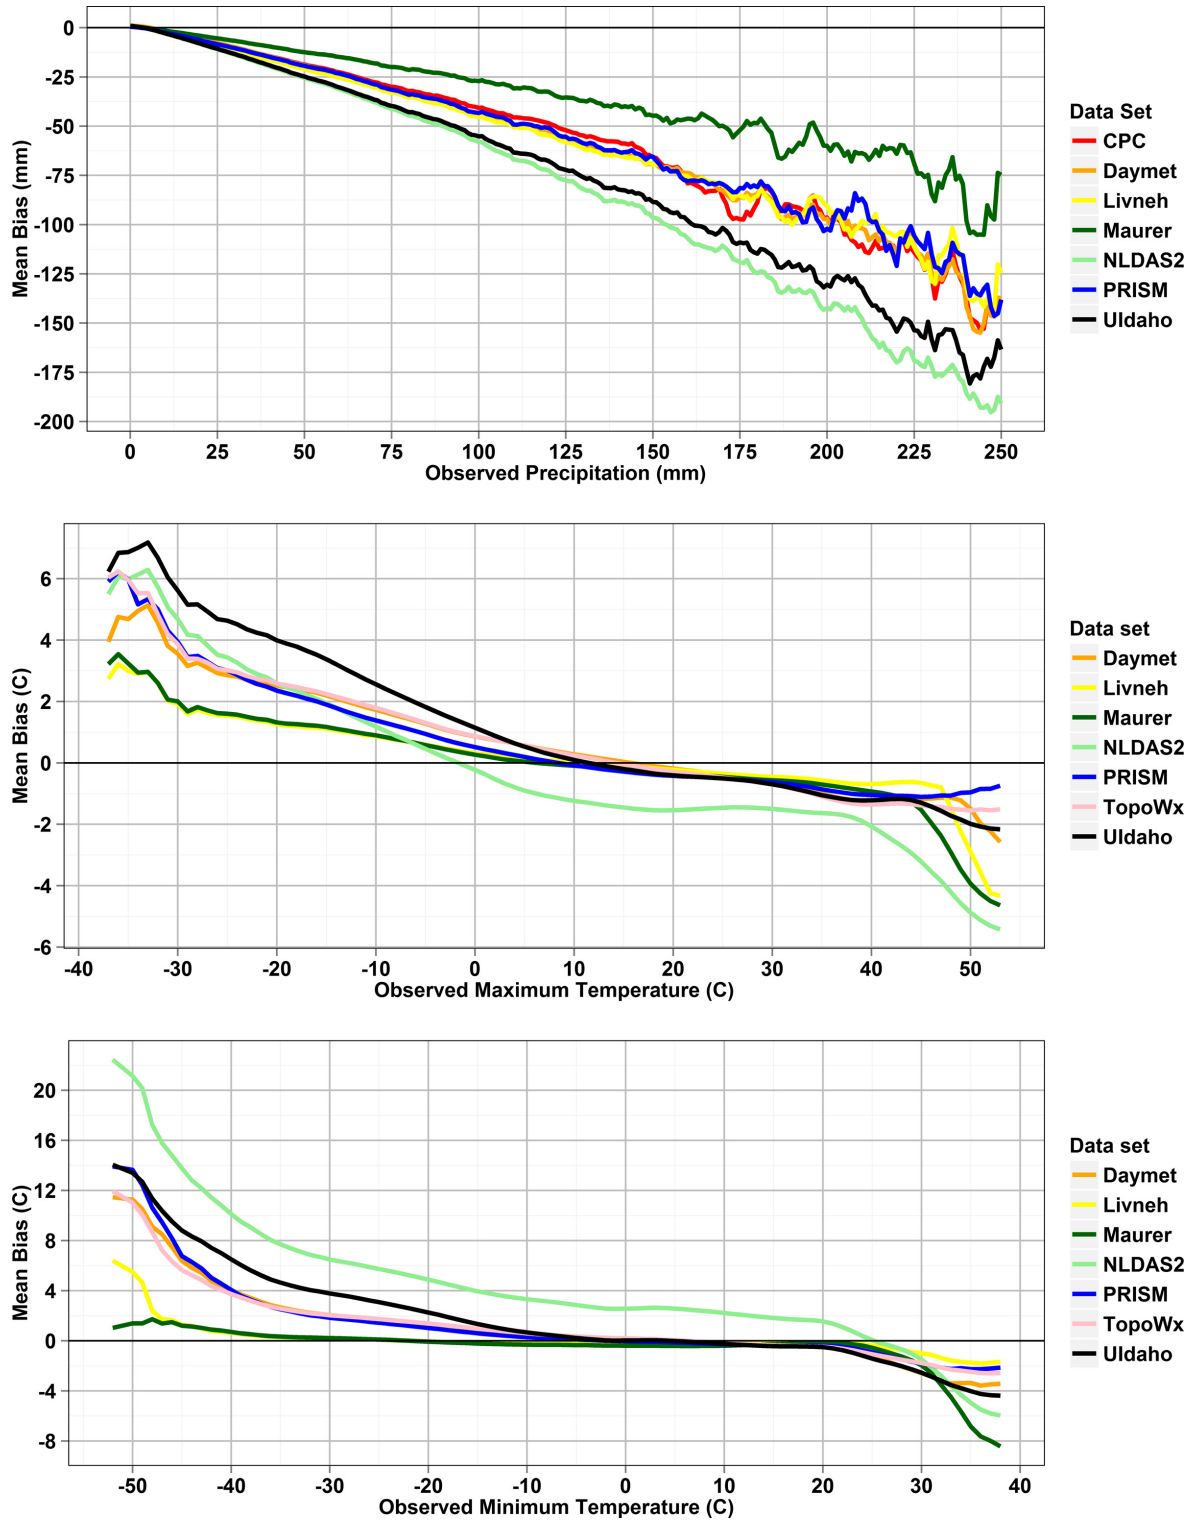 Mean Bias (mm)
0
-25
-50
-75
-100
-125
-150
-175
-200
0 25 50 75 100 125 150 175 200 225 250
Observed Precipitation (mm)
Data Set
CPC
Daymet
Livneh
Maurer
NLDAS2
PRISM
UIdaho
Mean Bias (C)
6
4
2
0
-2
-4
-6
-40 -30 -20 -10 0 10 20 30 40 50
Observed Maximum Temperature (C)
Data set
Daymet
Livneh
Maurer
NLDAS2
PRISM
TopoWx
UIdaho
Mean Bias (C)
20
16
12
8
4
0
-4
-8
-50 -40 -30 -20 -10 0 10 20 30 40
Observed Minimum Temperature (C)
Data set
Daymet
Livneh
Maurer
NLDAS2
PRISM
TopoWx
UIdaho